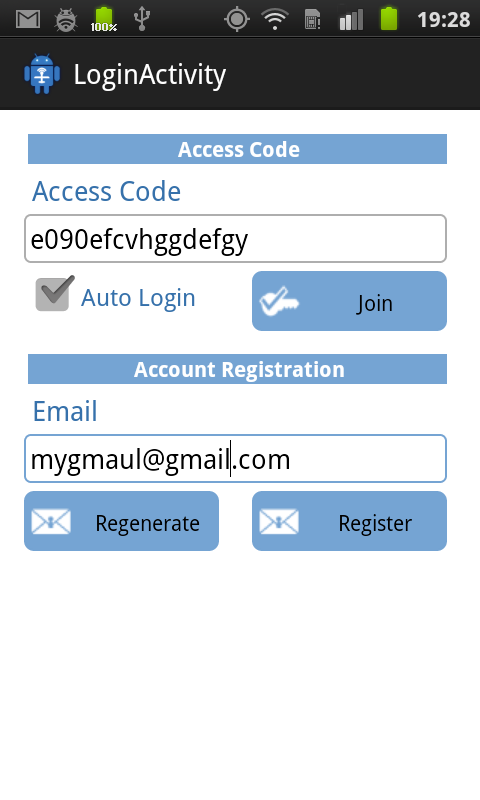 100%
19:28
LoginActivity
Access Code
Access Code
e090efcvhggdefgy
Auto Login
Join
Account Registration
Email
mygmaul@gmail.com
Regenerate
Register